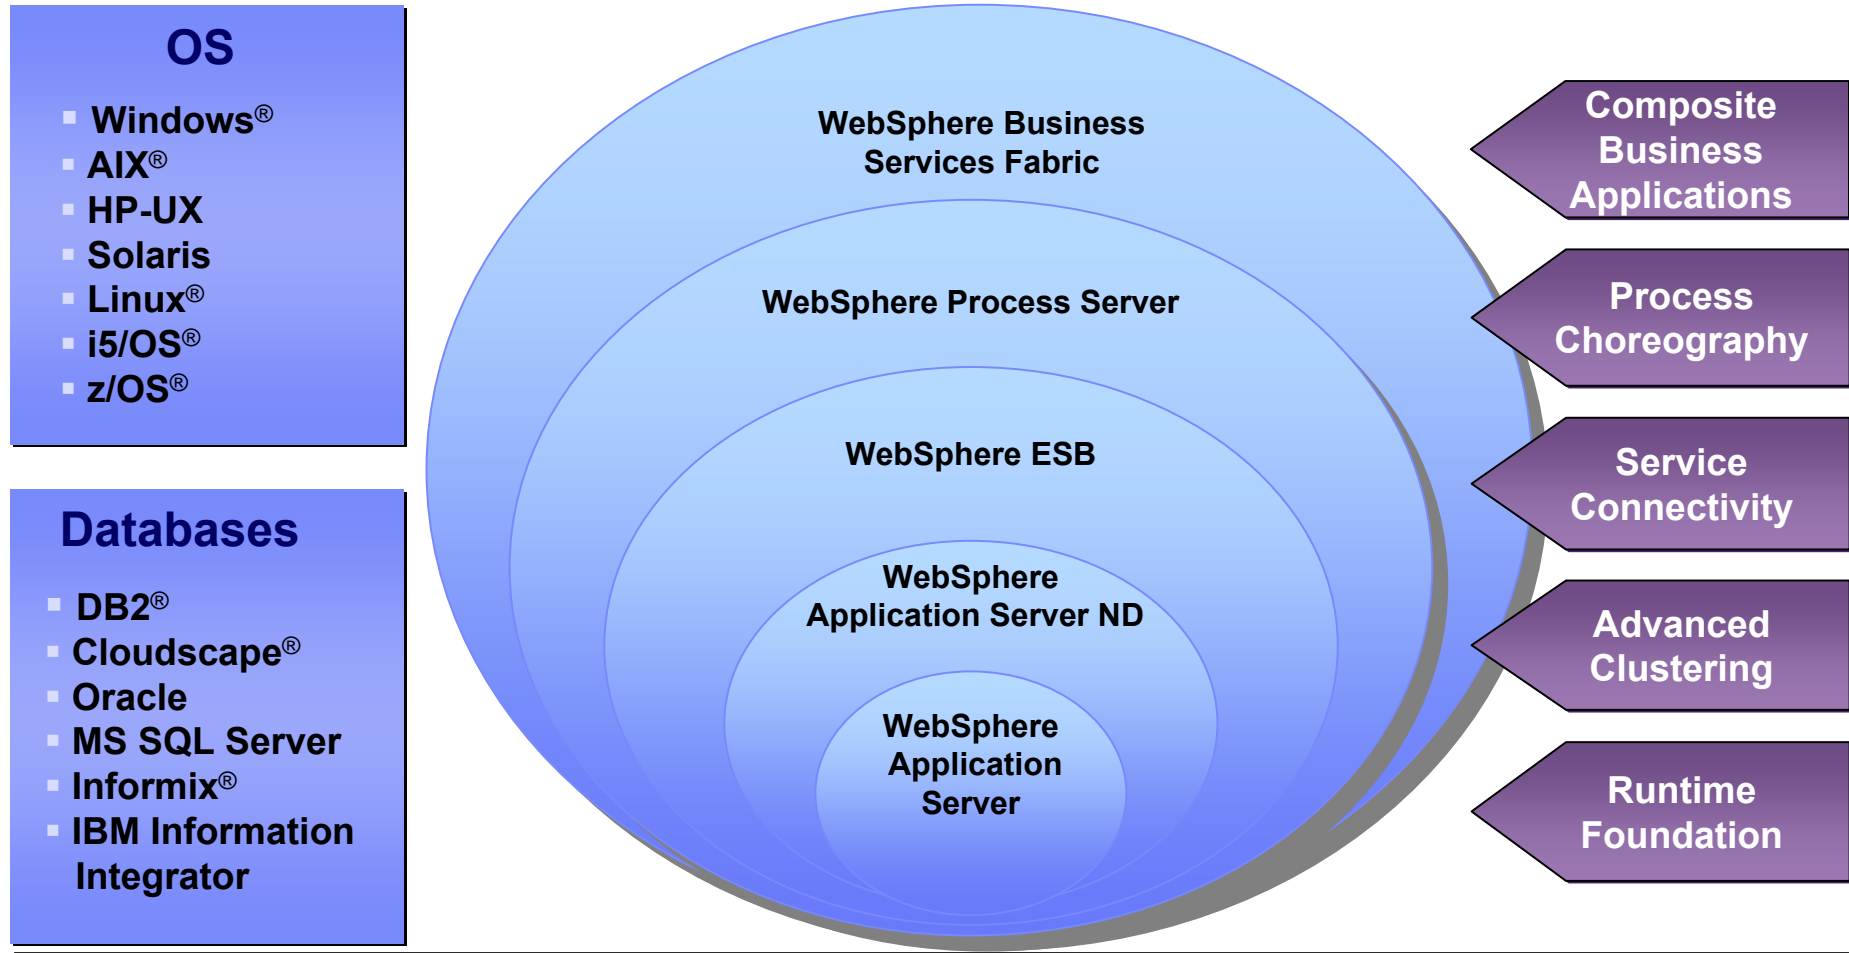 OS
Windows®
AIX®
HP-UX
Solaris
Linux®
i5/OS®
z/OS®
Databases
DB2®
Cloudscape®
Oracle
MS SQL Server
Informix®
IBM Information
Integrator
WebSphere Business
Services Fabric
WebSphere Process Server
WebSphere ESB
WebSphere
Application Server ND
WebSphere
Application
Server
Composite
Business
Applications
Process
Choreography
Service
Connectivity
Advanced
Clustering
Runtime
Foundation